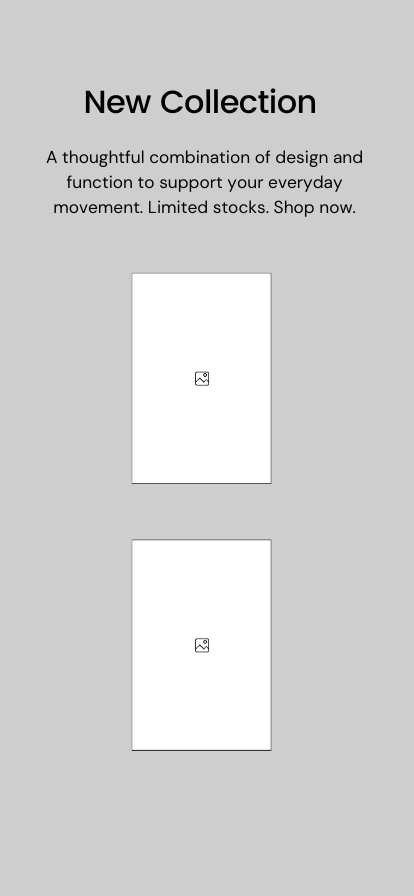 New Collection
A thoughtful combination of design and
function to support your everyday
movement. Limited stocks. Shop now.